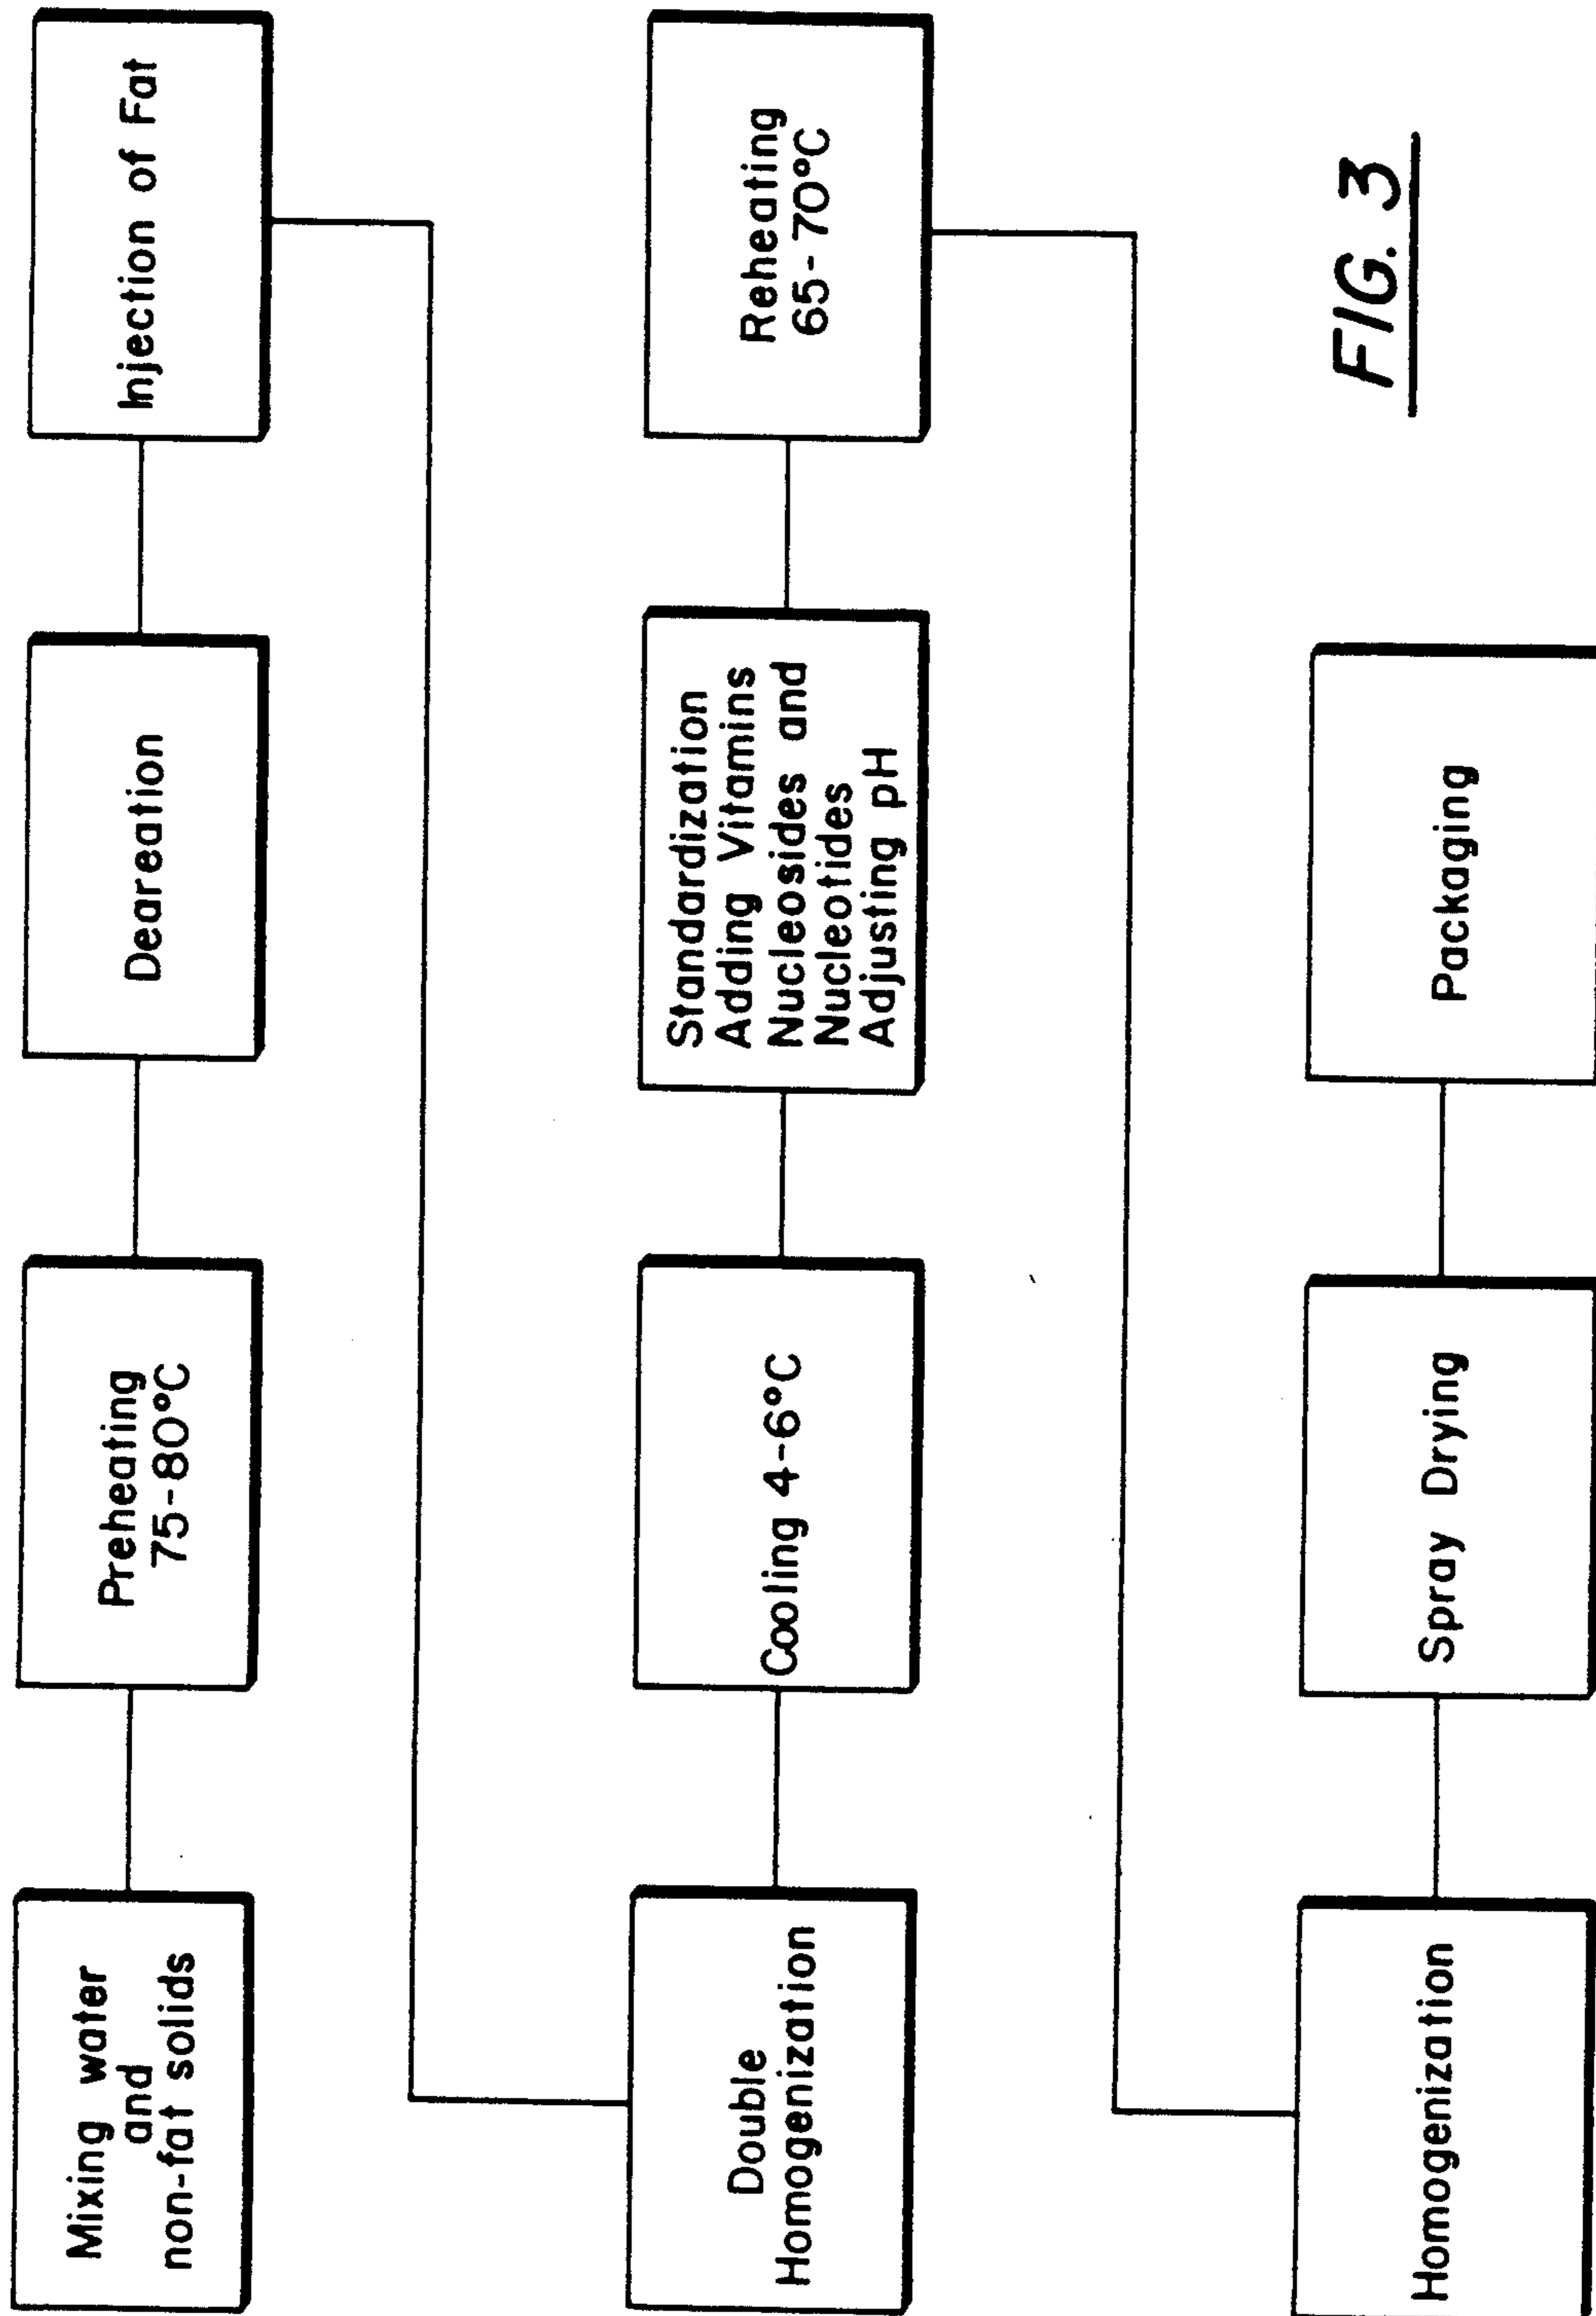 Mixing water
and
non-fat solids
Preheating
75-80°C
Deareation
Injection of Fat
Double
Homogenization
Cooling 4-6°C
Standardization
Adding Vitamins
Nucleosides and
Nucleotides
Adjusting pH
Reheating
65-70°C
Homogenization
Spray Drying
Packaging
FIG. 3